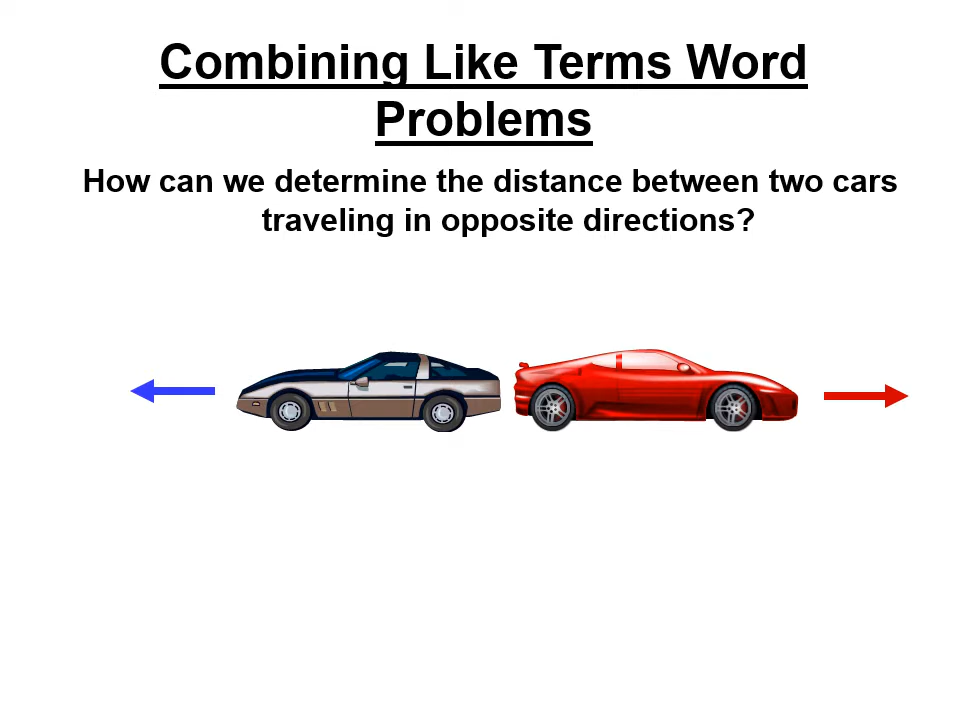 Combining Like Terms Word
Problems
How can we determine the distance between two cars
traveling in opposite directions?